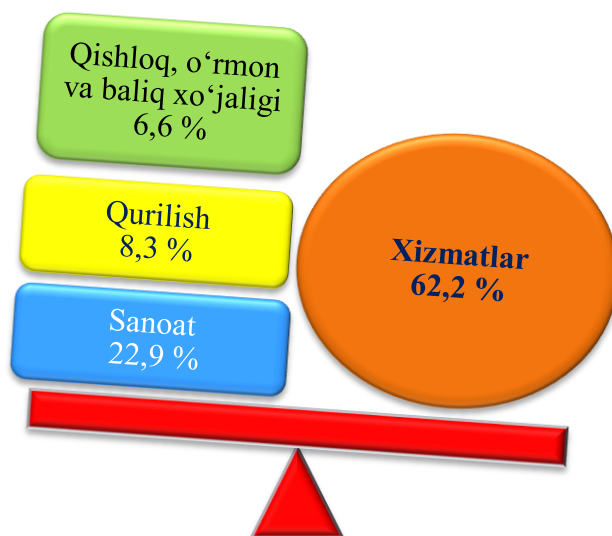 Qishloq, o‘rmon
va baliq xo‘jaligi
6,6 %
Qurilish
8,3 %
Sanoat
22,9 %
Xizmatlar
62,2 %